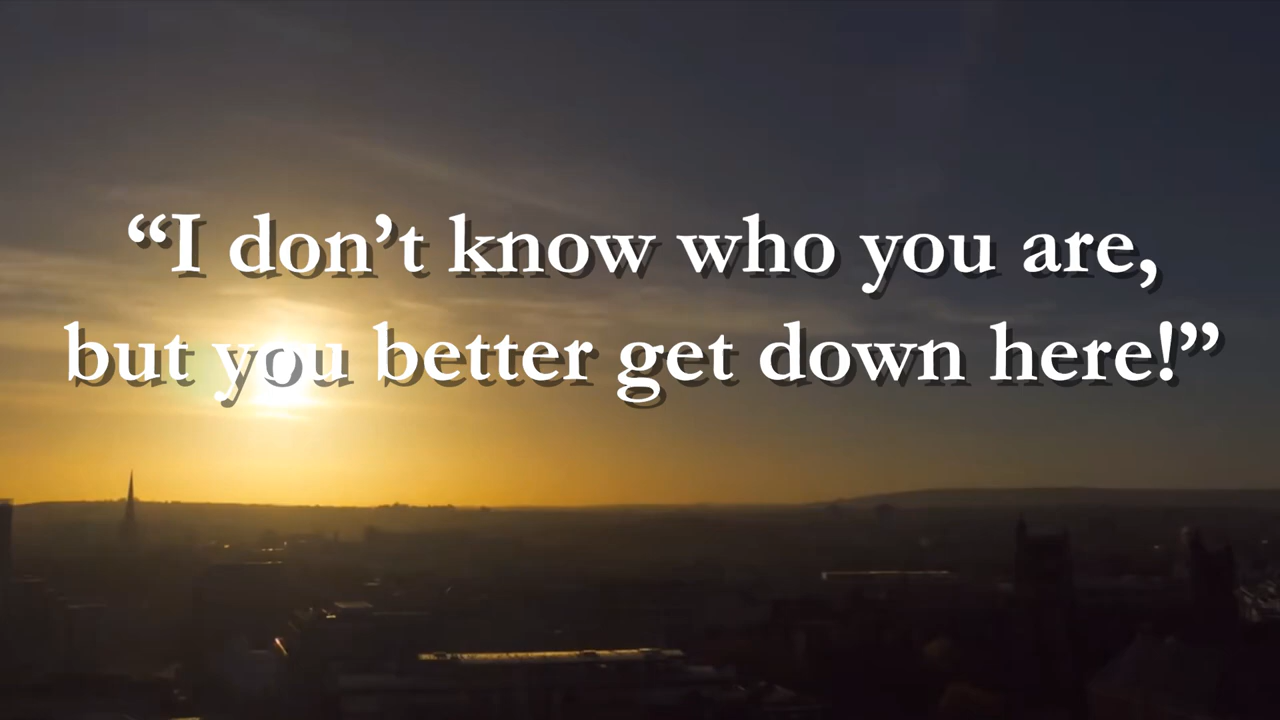 “I don’t know who you are,
but you better get down here!”